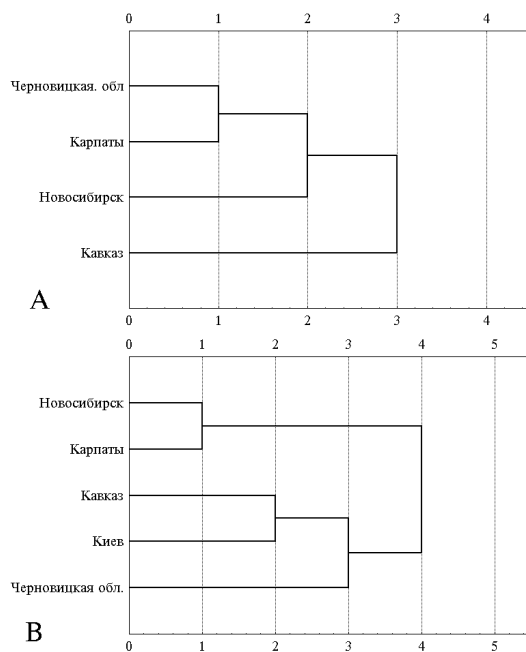 0 1 2 3 4
Черновицкая. обл
Карпаты
Новосибирск
Кавказ
A
0 1 2 3 4
0 1 2 3 4 5
Новосибирск
Карпаты
Кавказ
Киев
Черновицкая обл.
B
0 1 2 3 4 5